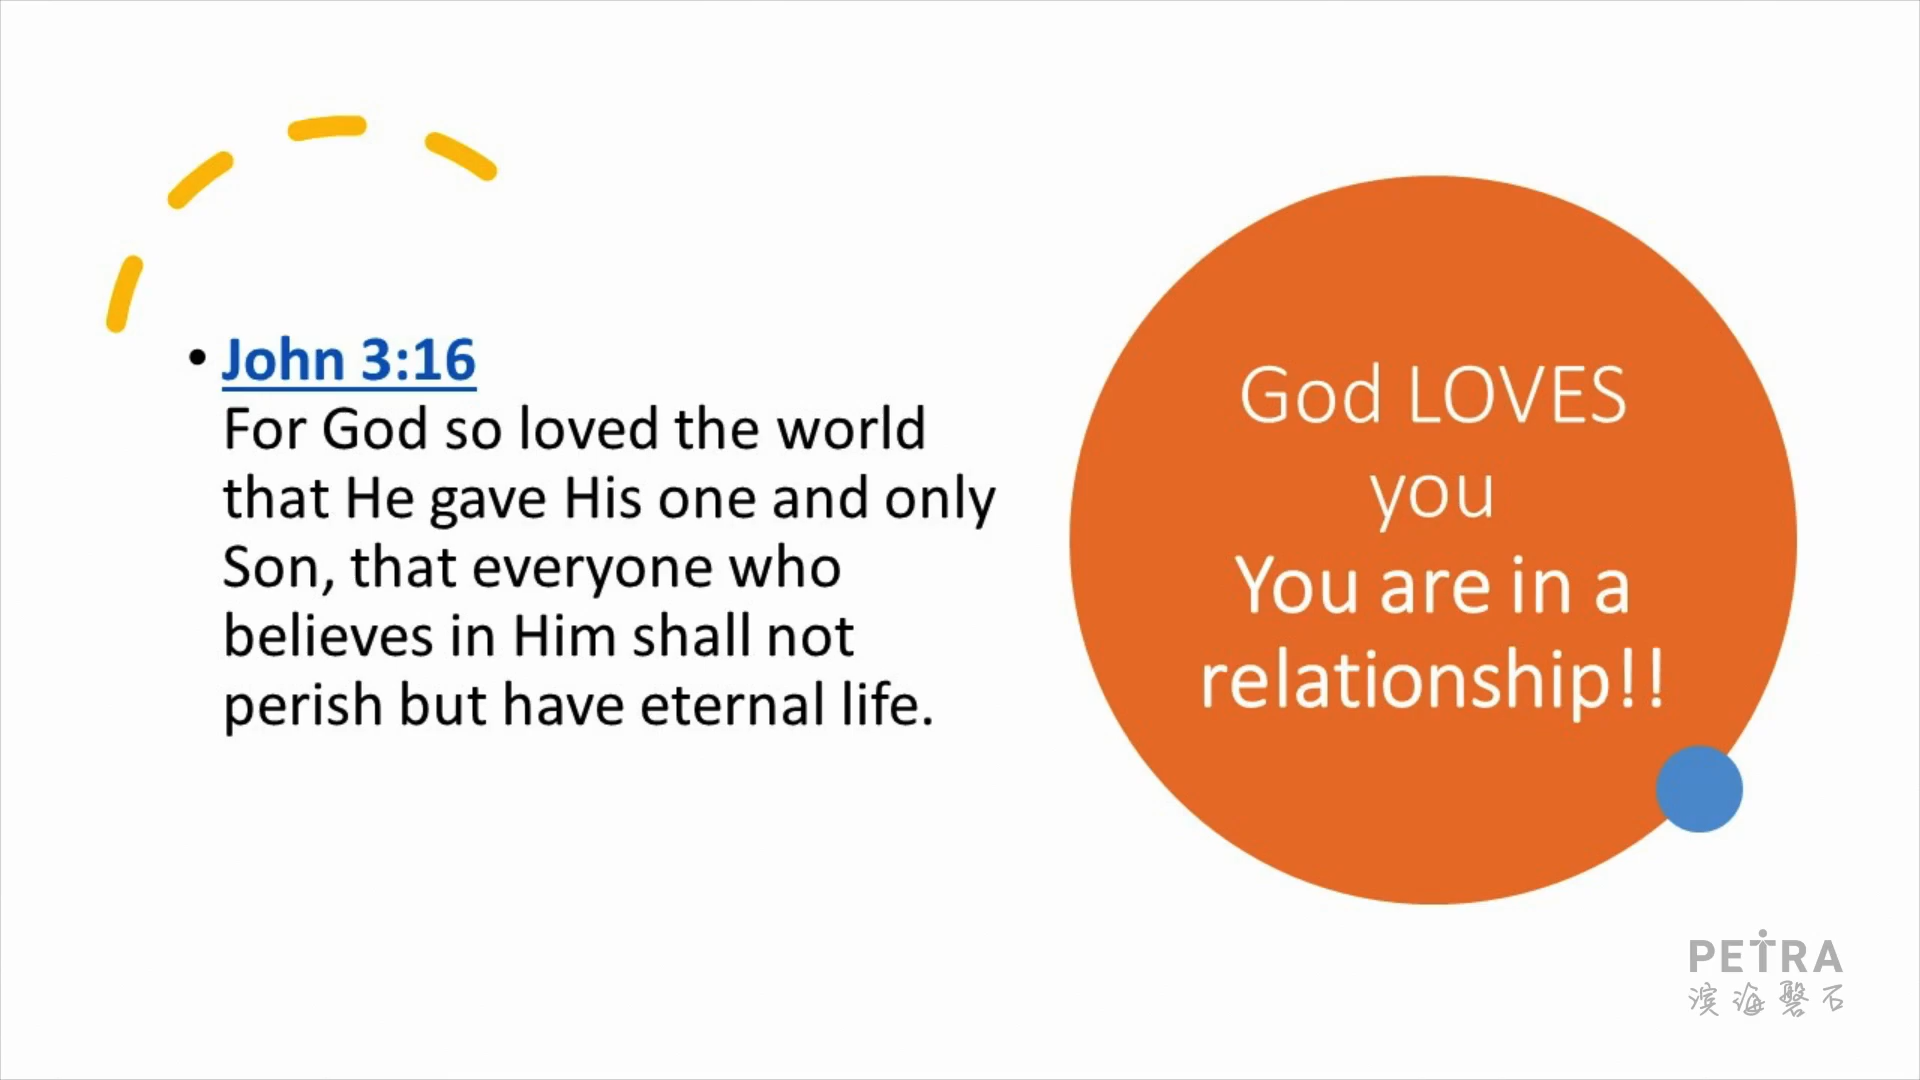 • John 3:16
For God so loved the world
that He gave His one and only
Son, that everyone who
believes in Him shall not
perish but have eternal life.
God LOVES
you
You are in a
relationship!!
PETRA
滨海磐石